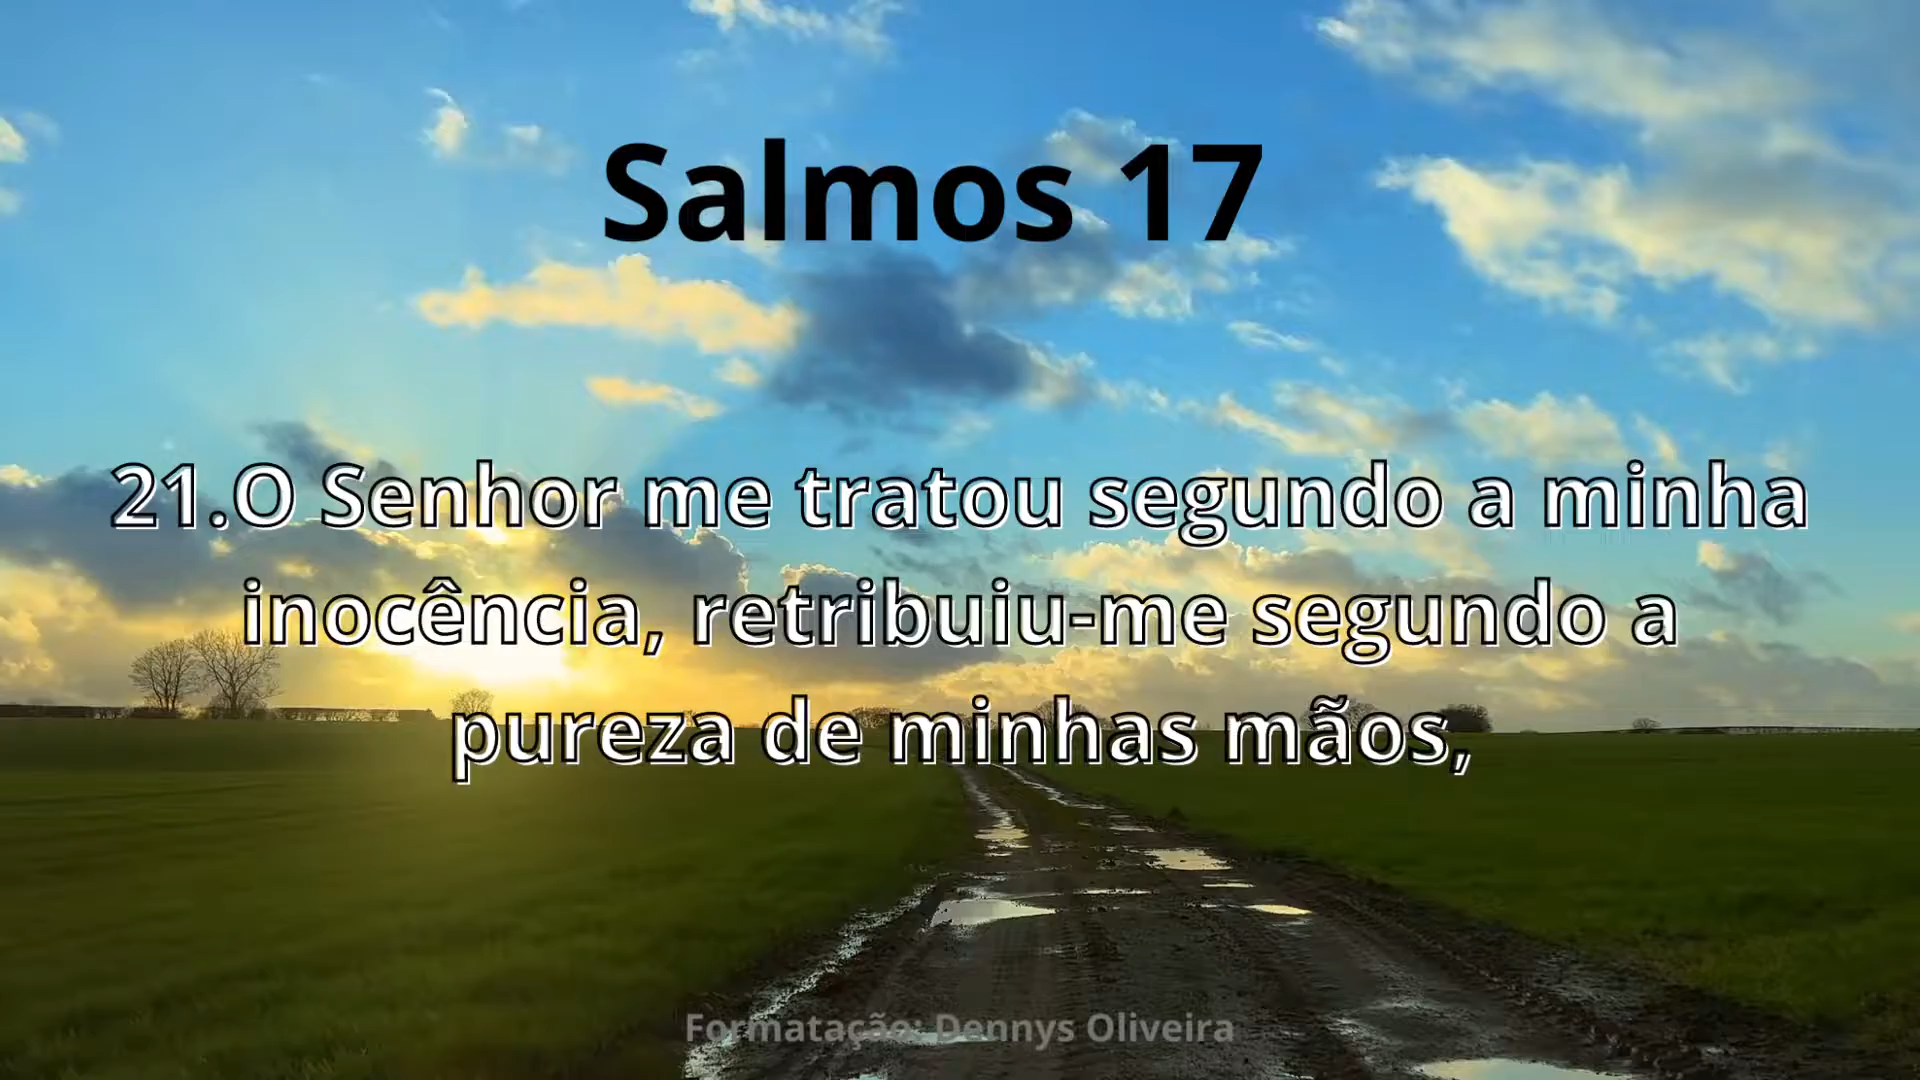 Salmos 17
21.O Senhor me tratou segundo a minha
inocência, retribuiu-me segundo a
pureza de minhas mãos,
Formatação: Dennys Oliveira